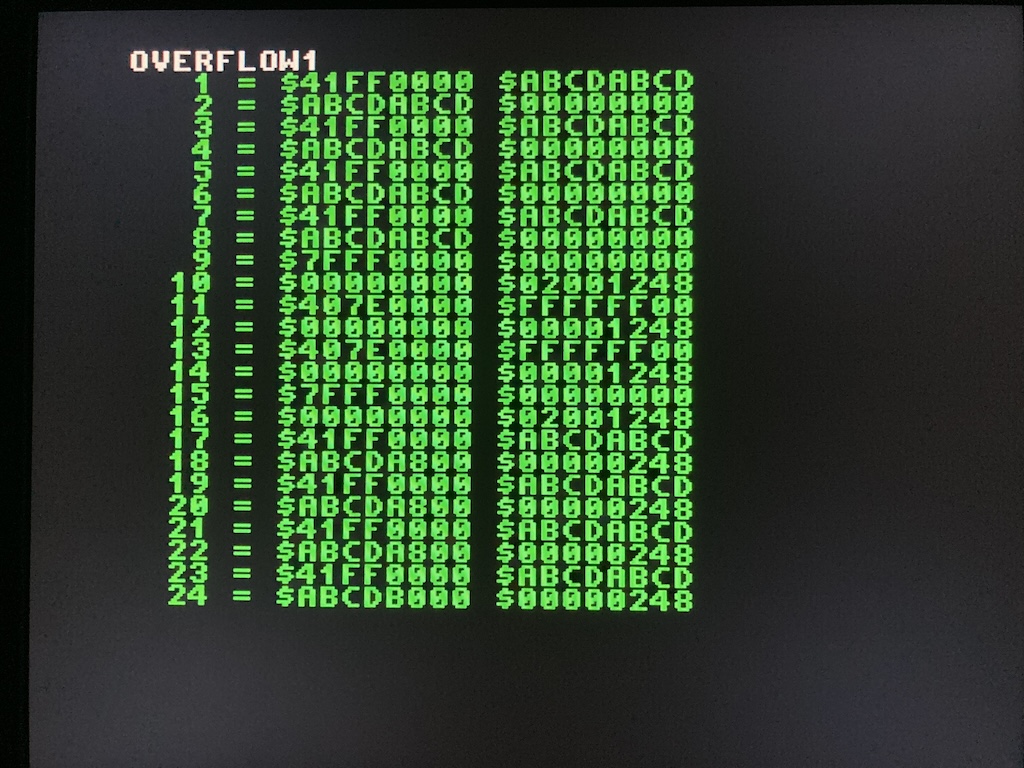 OVERFLOW1
1 = $41FF0000 $ABCDABCD
2 = $ABCDABCD $00000000
3 = $41FF0000 $ABCDABCD
4 = $ABCDABCD $00000000
5 = $41FF0000 $ABCDABCD
6 = $ABCDABCD $00000000
7 = $41FF0000 $ABCDABCD
8 = $ABCDABCD $00000000
9 = $7FFF0000 $00000000
10 = $00000000 $02001248
11 = $407E0000 $FFFFFF00
12 = $00000000 $00001248
13 = $407E0000 $FFFFFF00
14 = $00000000 $00001248
15 = $7FFF0000 $00000000
16 = $00000000 $02001248
17 = $41FF0000 $ABCDABCD
18 = $ABCDA800 $00000248
19 = $41FF0000 $ABCDABCD
20 = $ABCDA800 $00000248
21 = $41FF0000 $ABCDABCD
22 = $ABCDA800 $00000248
23 = $41FF0000 $ABCDABCD
24 = $ABCDB000 $00000248